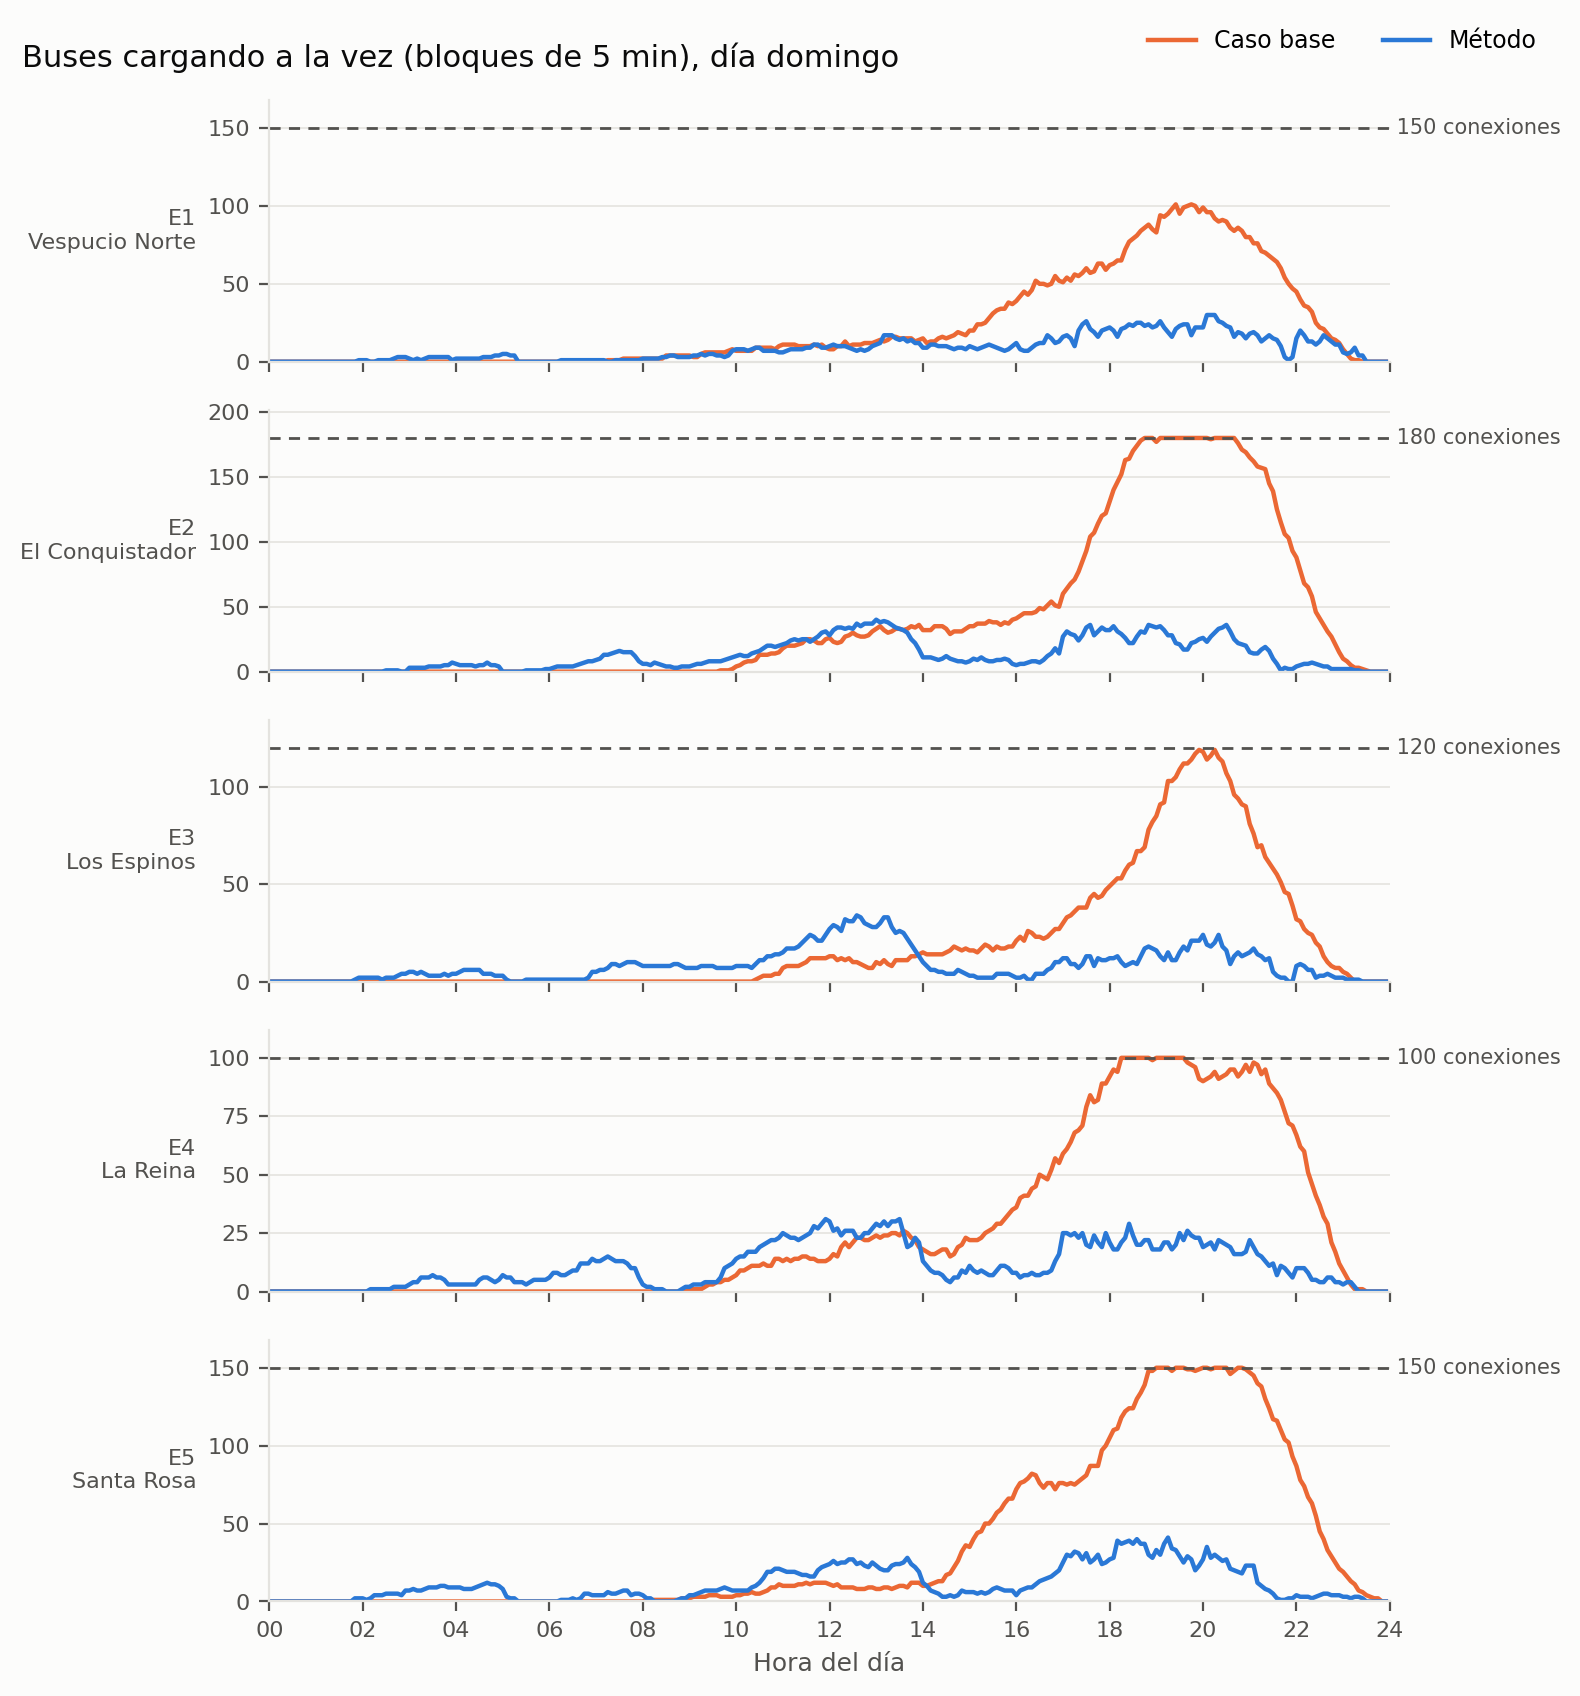 Buses cargando a la vez (bloques de 5 min), día domingo
Caso base
Método
150
100
50
0
E1
Vespucio Norte
150 conexiones
200
150
100
50
0
E2
El Conquistador
180 conexiones
100
50
0
E3
Los Espinos
120 conexiones
100
75
50
25
0
E4
La Reina
100 conexiones
150
100
50
0
E5
Santa Rosa
150 conexiones
00 02 04 06 08 10 12 14 16 18 20 22 24
Hora del día